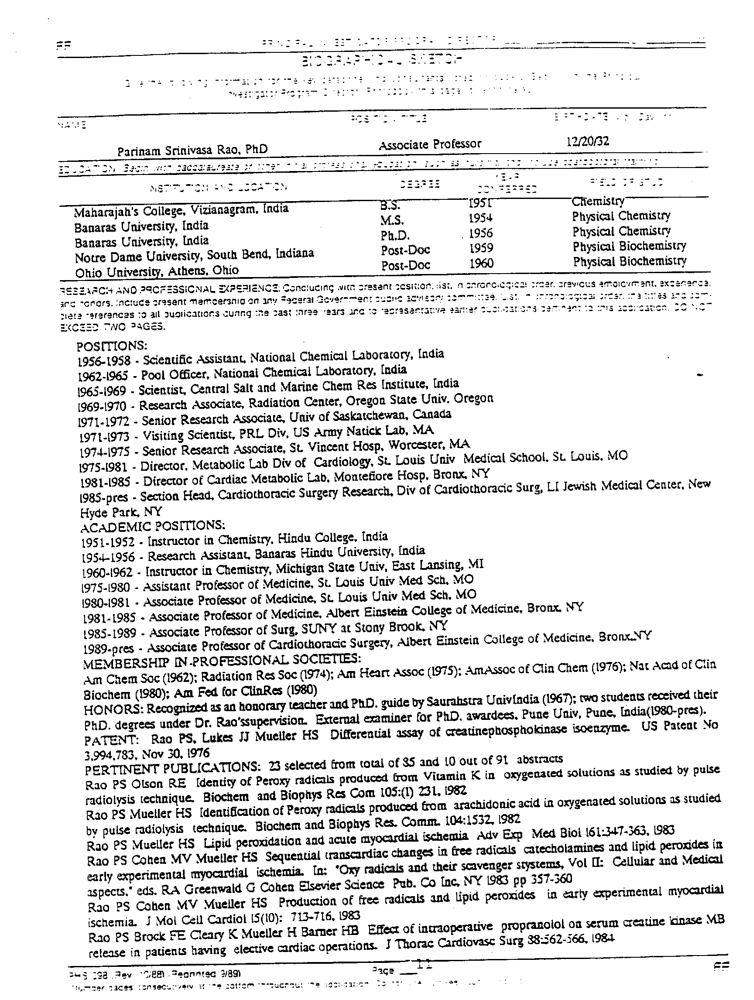 FF
BIOGRAPHICAL SKETCH
NAME POSITION TITLE
Parinam Srinivasa Rao, PhD Associate Professor 12/20/32
INSTITUTION AND LOCATION DEGREE YEAR CONFERRED FIELD OF STUDY
Maharajah's College, Vizianagram, India B.S. 1951 Chemistry
Banaras University, India M.S. 1954 Physical Chemistry
Banaras University, India Ph.D. 1956 Physical Chemistry
Notre Dame University, South Bend, Indiana Post-Doc 1959 Physical Biochemistry
Ohio University, Athens, Ohio Post-Doc 1960 Physical Biochemistry
RESEARCH AND PROFESSIONAL EXPERIENCE: Concluding with present position, list, in chronological order, previous employment, experience,
and honors. Include present membership on any Federal Government public advisory committee. List, in chronological order, the titles and com-
plete references to all publications during the past three years and to representative earlier publications pertinent to this application. DO NOT
EXCEED TWO PAGES.
POSITIONS:
1956-1958 - Scientific Assistant, National Chemical Laboratory, India
1962-1965 - Pool Officer, National Chemical Laboratory, India
1965-1969 - Scientist, Central Salt and Marine Chem Res Institute, India
1969-1970 - Research Associate, Radiation Center, Oregon State Univ. Oregon
1971-1972 - Senior Research Associate, Univ of Saskatchewan, Canada
1971-1973 - Visiting Scientist, PRL Div, US Army Natick Lab, MA
1974-1975 - Senior Research Associate, St. Vincent Hosp, Worcester, MA
1975-1981 - Director, Metabolic Lab Div of Cardiology, St. Louis Univ Medical School, St. Louis, MO
1981-1985 - Director of Cardiac Metabolic Lab, Montefiore Hosp, Bronx, NY
1985-pres - Section Head, Cardiothoracic Surgery Research, Div of Cardiothoracic Surg, LI Jewish Medical Center, New
Hyde Park, NY
ACADEMIC POSITIONS:
1951-1952 - Instructor in Chemistry, Hindu College, India
1954-1956 - Research Assistant, Banaras Hindu University, India
1960-1962 - Instructor in Chemistry, Michigan State Univ, East Lansing, MI
1975-1980 - Assistant Professor of Medicine, St. Louis Univ Med Sch, MO
1980-1981 - Associate Professor of Medicine, St. Louis Univ Med Sch, MO
1981-1985 - Associate Professor of Medicine, Albert Einstein College of Medicine, Bronx, NY
1985-1989 - Associate Professor of Surg, SUNY at Stony Brook, NY
1989-pres - Associate Professor of Cardiothoracic Surgery, Albert Einstein College of Medicine, Bronx,NY
MEMBERSHIP IN PROFESSIONAL SOCIETIES:
Am Chem Soc (1962); Radiation Res Soc (1974); Am Heart Assoc (1975); AmAssoc of Clin Chem (1976); Nat Acad of Clin
Biochem (1980); Am Fed for ClinRes (1980)
HONORS: Recognized as an honorary teacher and PhD. guide by Saurahstra UnivIndia (1967); two students received their
PhD. degrees under Dr. Rao'ssupervision. External examiner for PhD. awardees, Pune Univ, Pune, India(1980-pres).
PATENT: Rao PS, Lukes JJ Mueller HS Differential assay of creatinephosphokinase isoenzyme. US Patent No
3,994,783, Nov 30, 1976
PERTINENT PUBLICATIONS: 23 selected from total of 85 and 10 out of 91 abstracts
Rao PS Olson RE Identity of Peroxy radicals produced from Vitamin K in oxygenated solutions as studied by pulse
radiolysis technique. Biochem and Biophys Res Com 105:(1) 231, 1982
Rao PS Mueller HS Identification of Peroxy radicals produced from arachidonic acid in oxygenated solutions as studied
by pulse radiolysis technique. Biochem and Biophys Res. Comm. 104:1532, 1982
Rao PS Mueller HS Lipid peroxidation and acute myocardial ischemia Adv Exp Med Biol 161:347-363, 1983
Rao PS Cohen MV Mueller HS Sequential transcardiac changes in free radicals catecholamines and lipid peroxides in
early experimental myocardial ischemia. In: "Oxy radicals and their scavenger srystems, Vol II: Cellular and Medical
aspects," eds. RA Greenwald G Cohen Elsevier Science Pub. Co Inc, NY 1983 pp 357-360
Rao PS Cohen MV Mueller HS Production of free radicals and lipid peroxides in early experimental myocardial
ischemia. J Mol Cell Cardiol 15(10): 713-716, 1983
Rao PS Brock FE Cleary K Mueller H Barner HB Effect of intraoperative propranolol on serum creatine kinase MB
release in patients having elective cardiac operations. J Thorac Cardiovasc Surg 38:562-566, 1984
PHS 398 (Rev. 10/88) (Reprinted 9/89) Page 11 FF